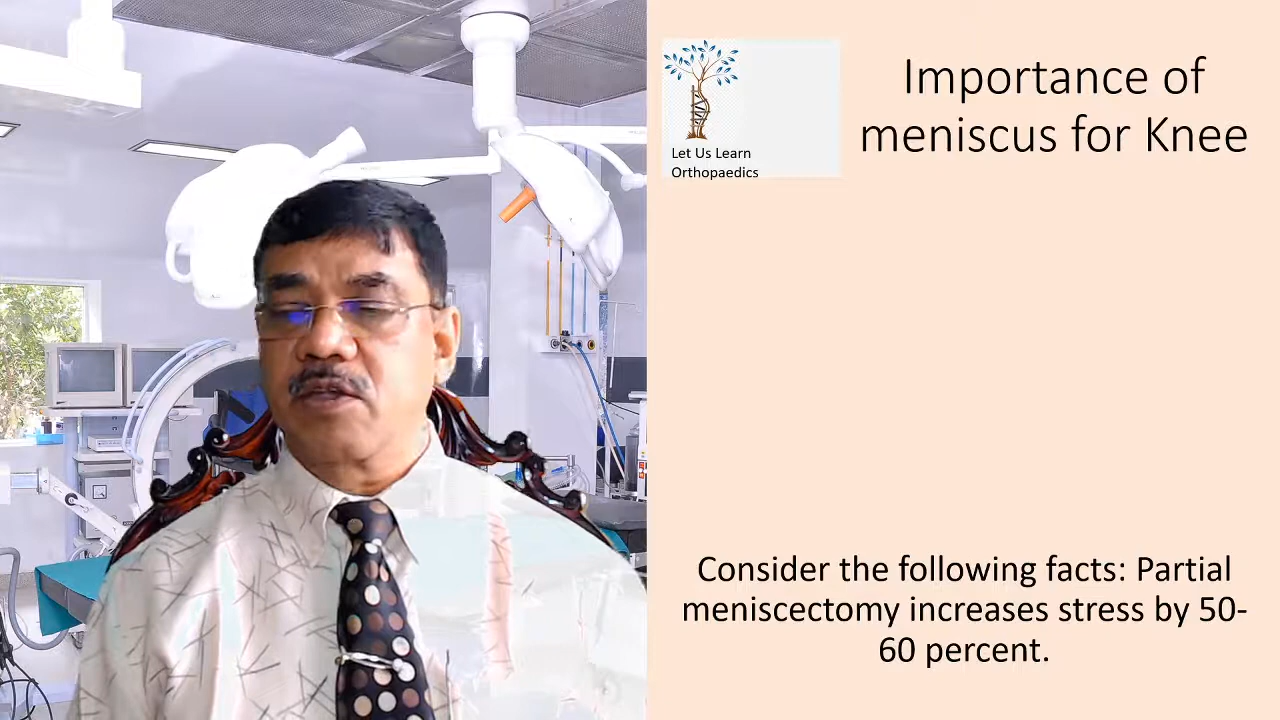 Let Us Learn
Orthopaedics
Importance of
meniscus for Knee
Consider the following facts: Partial
meniscectomy increases stress by 50-
60 percent.